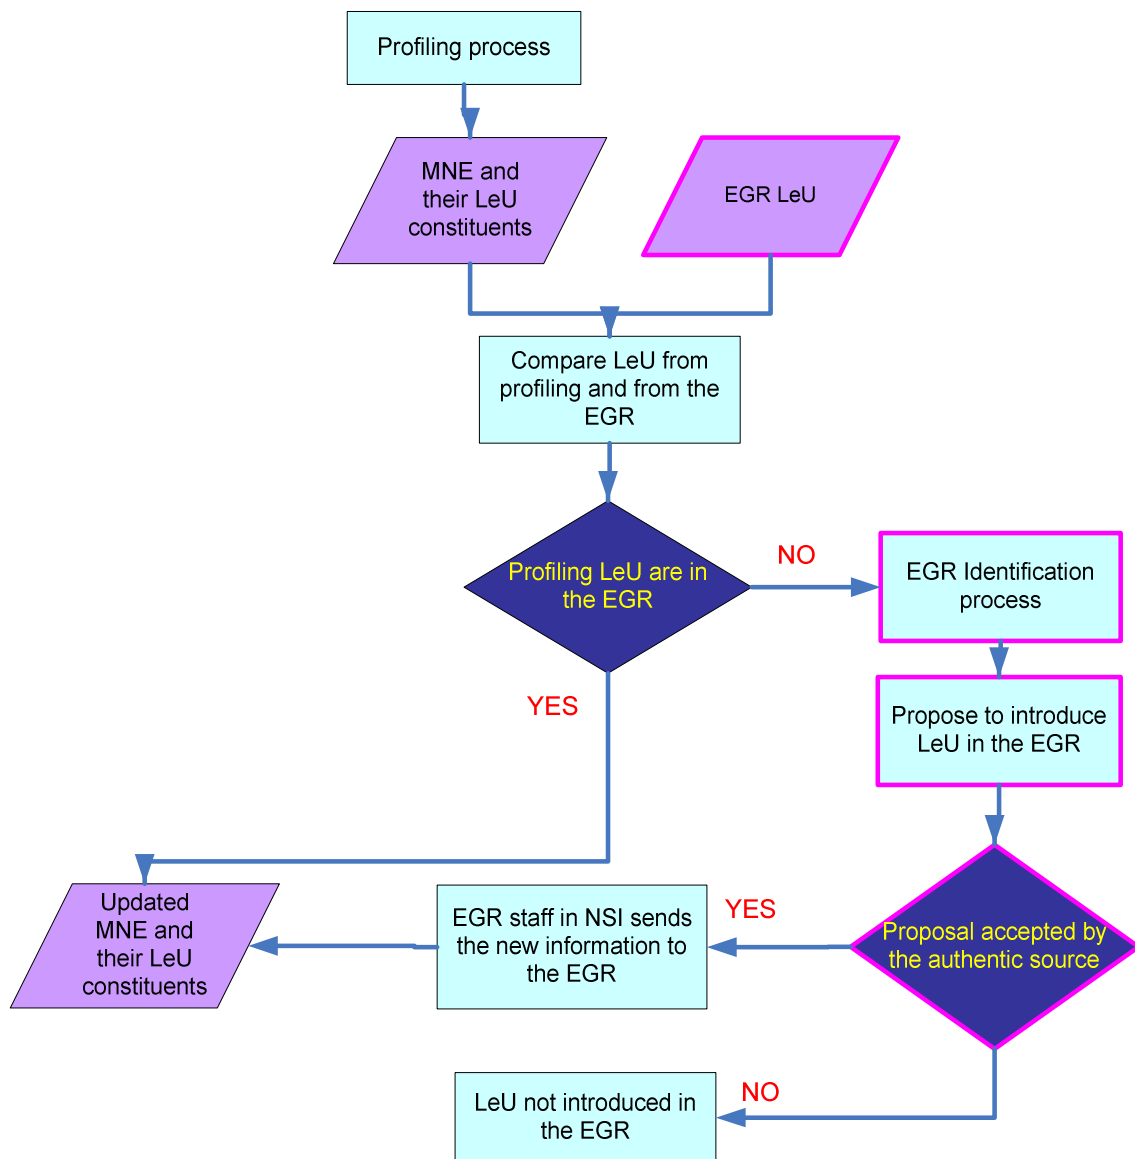 Profiling process
MNE and
their LeU
constituents
EGR LeU
Compare LeU from
profiling and from the
EGR
Profiling LeU are in
the EGR
NO
EGR Identification
process
YES
Propose to introduce
LeU in the EGR
Updated
MNE and
their LeU
constituents
EGR staff in NSI sends
the new information to
the EGR
YES
Proposal accepted by
the authentic source
LeU not introduced in
the EGR
NO